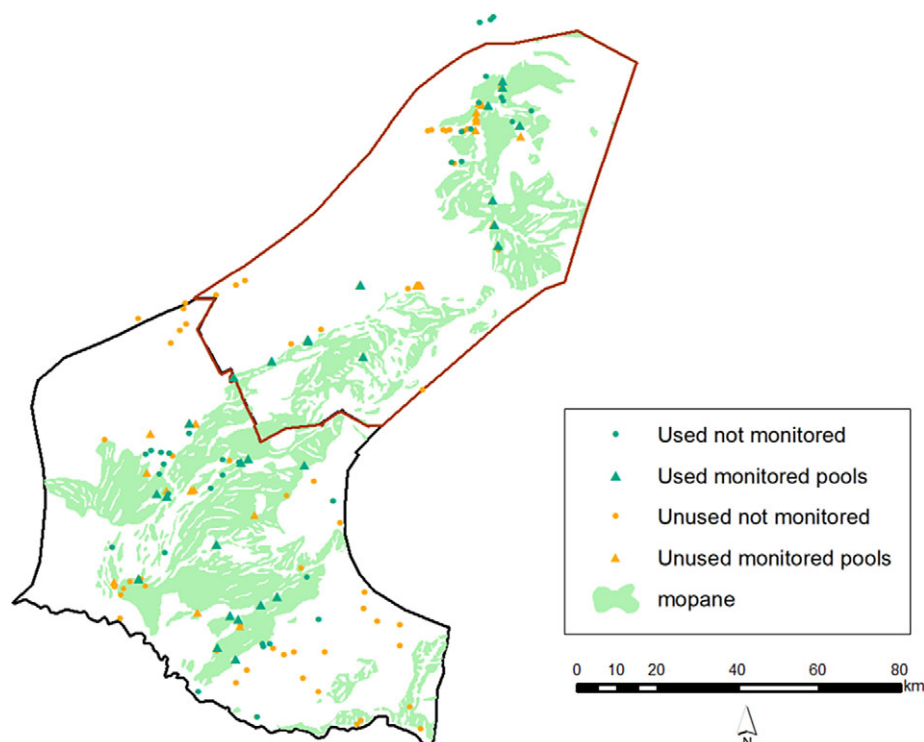 Used not monitored
Used monitored pools
Unused not monitored
Unused monitored pools
mopane
0 10 20 40 60 80
km
N